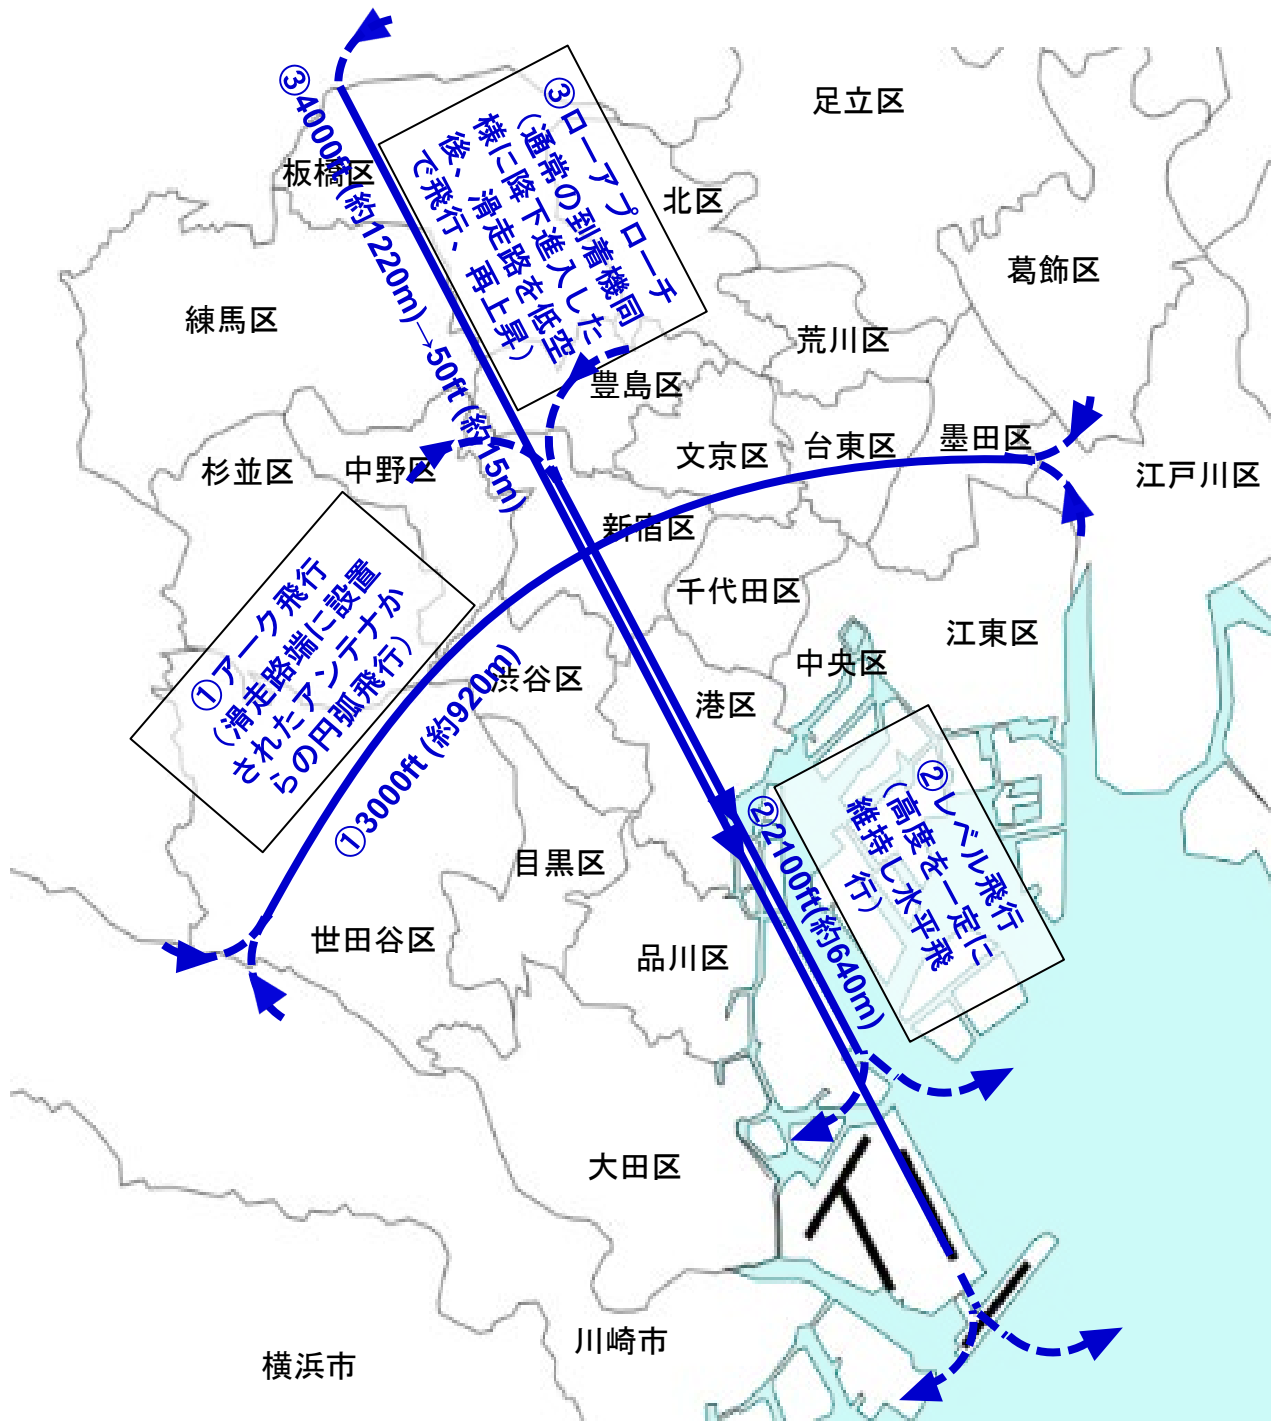 足立区
③4000ft (約1220m)→50ft (約15m)
③ローアプローチ
（通常の到着機同
様に降下進入した
後、滑走路を低空
で飛行、再上昇）
板橋区
北区
葛飾区
練馬区
荒川区
豊島区
杉並区
中野区
文京区
台東区
墨田区
江戸川区
新宿区
千代田区
江東区
①アーク飛行
（滑走路端に設置
されたアンテナか
らの円弧飛行）
渋谷区
中央区
港区
①3000ft (約920m)
②2100ft(約640m)
②レベル飛行
（高度を一定に
維持し水平飛
行）
目黒区
世田谷区
品川区
大田区
川崎市
横浜市